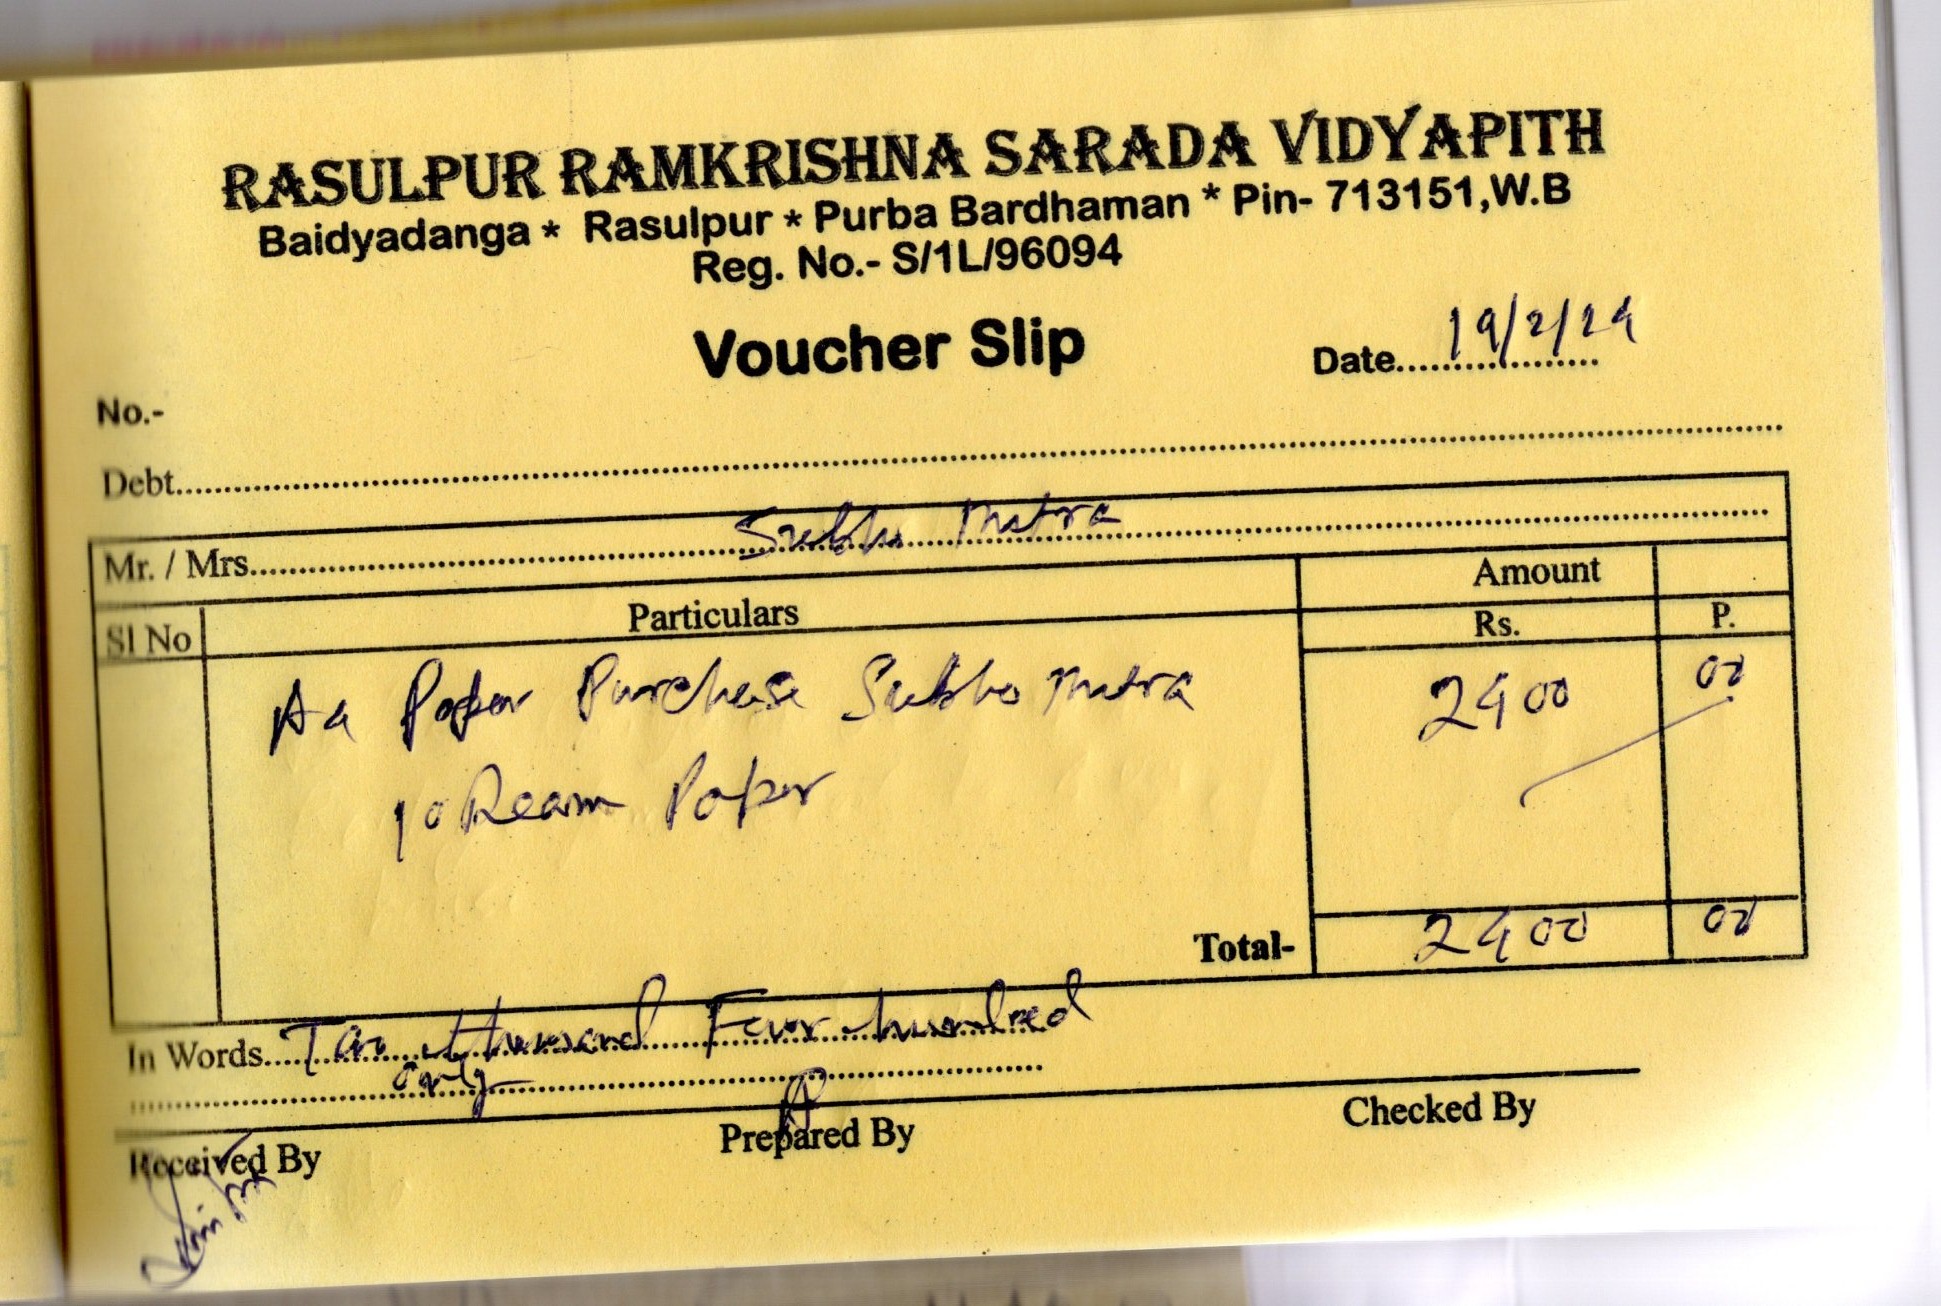 RASULPUR RAMKRISHNA SARADA VIDYAPITH
Baidyadanga * Rasulpur * Purba Bardhaman * Pin- 713151,W.B
Reg. No.- S/1L/96094
Voucher Slip
Date 19/2/24
No.-
Debt
Mr. / Mrs. Subho Mitra
Sl No Particulars Amount
Rs. P.
A4 Paper Purchase Subho Mitra 2400 00
10 Ream Paper
Total- 2400 00
In Words Two thousand Four hundred
only
Received By Prepared By Checked By